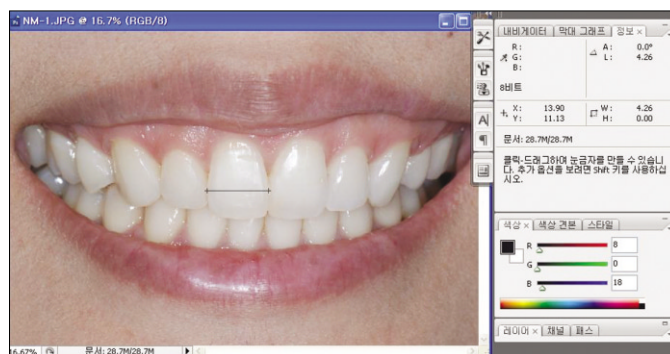 NM-1.JPG @ 16.7% (RGB/8)
내비게이터 막대 그래프 정보 ×
R: A: 0.0°
G: L: 4.26
B:
8비트
X: 13.90 W: 4.26
Y: 11.13 H: 0.00
문서: 28.7M/28.7M
클릭-드래그하여 눈금자를 만들 수 있습니
다. 추가 옵션을 보려면 Shift 키를 사용하십
시오.
색상 × 색상 견본 스타일
R 8
G 0
B 18
레이어 × 채널 패스
16.67% 문서: 28.7M/28.7M